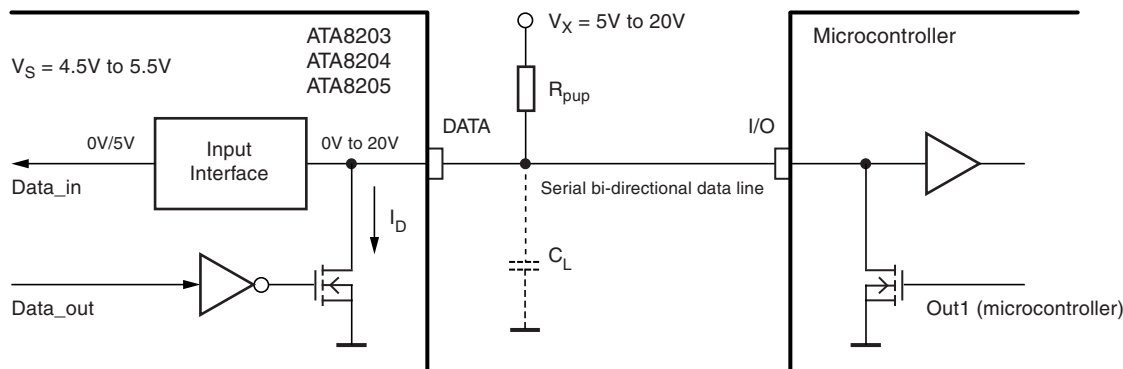 V_S = 4.5V to 5.5V
ATA8203
ATA8204
ATA8205
V_X = 5V to 20V
Microcontroller
R_pup
0V/5V
Input
Interface
0V to 20V
DATA
I/O
Data_in
Serial bi-directional data line
I_D
C_L
Data_out
Out1 (microcontroller)